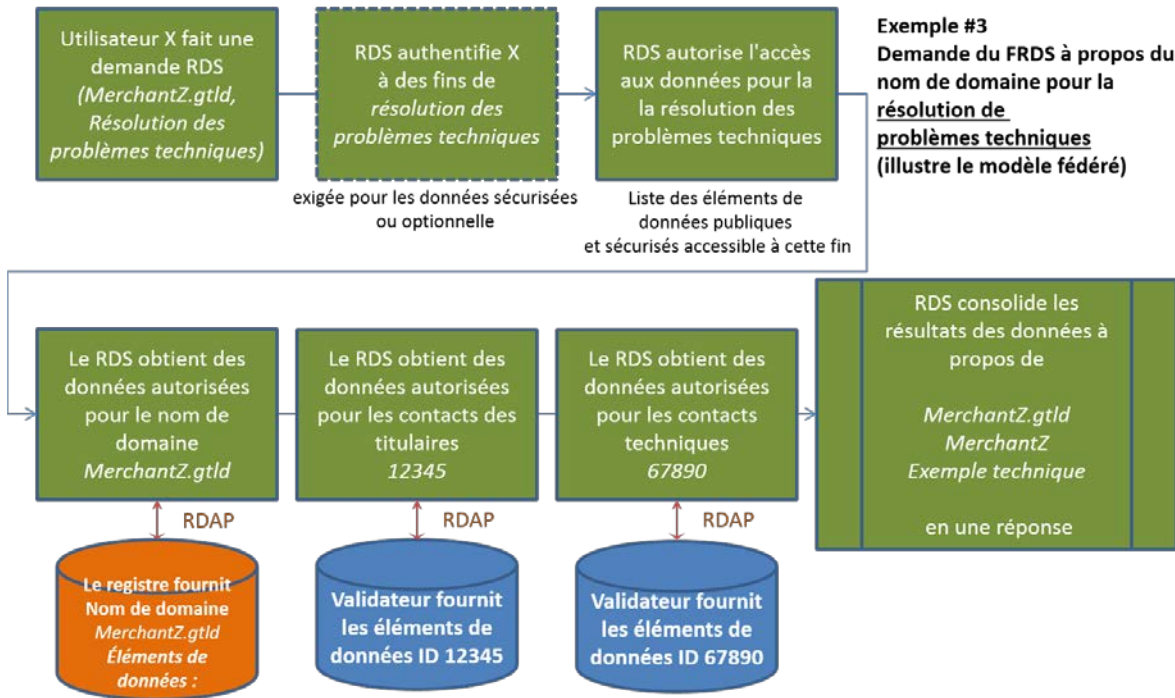 Utilisateur X fait une
demande RDS
(MerchantZ.gtld,
Résolution des
problèmes techniques)
RDS authentifie X
à des fins de
résolution des
problèmes techniques
exigée pour les données sécurisées
ou optionnelle
RDS autorise l'accès
aux données pour la
la résolution des
problèmes techniques
Liste des éléments de
données publiques
et sécurisés accessible à cette fin
Exemple #3
Demande du FRDS à propos du
nom de domaine pour la
résolution de
problèmes techniques
(illustre le modèle fédéré)
Le RDS obtient des
données autorisées
pour le nom de
domaine
MerchantZ.gtld
Le RDS obtient des
données autorisées
pour les contacts des
titulaires
12345
Le RDS obtient des
données autorisées
pour les contacts
techniques
67890
RDS consolide les
résultats des données à
propos de
MerchantZ.gtld
MerchantZ
Exemple technique
en une réponse
RDAP
RDAP
RDAP
Le registre fournit
Nom de domaine
MerchantZ.gtld
Éléments de
données :
Validateur fournit
les éléments de
données ID 12345
Validateur fournit
les éléments de
données ID 67890